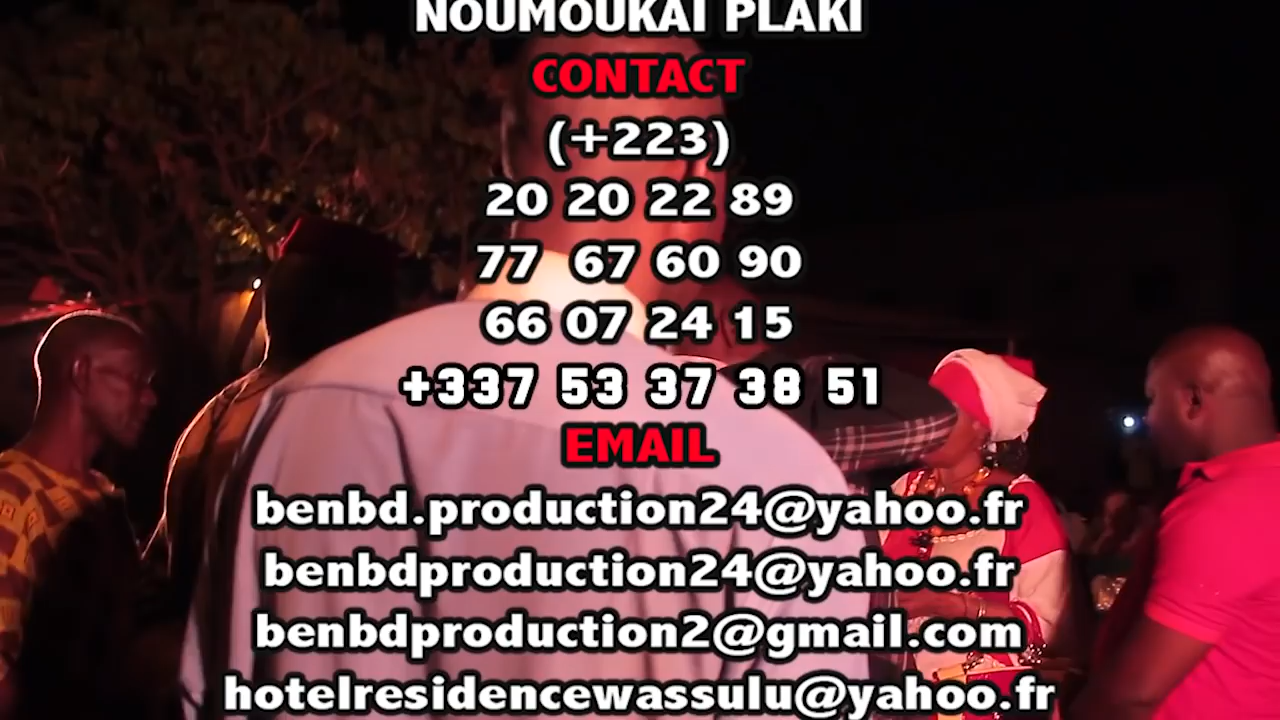 NOUMOUKAI PLAKI
CONTACT
(+223)
20 20 22 89
77 67 60 90
66 07 24 15
+337 53 37 38 51
EMAIL
benbd.production24@yahoo.fr
benbdproduction24@yahoo.fr
benbdproduction2@gmail.com
hotelresidencewassulu@yahoo.fr